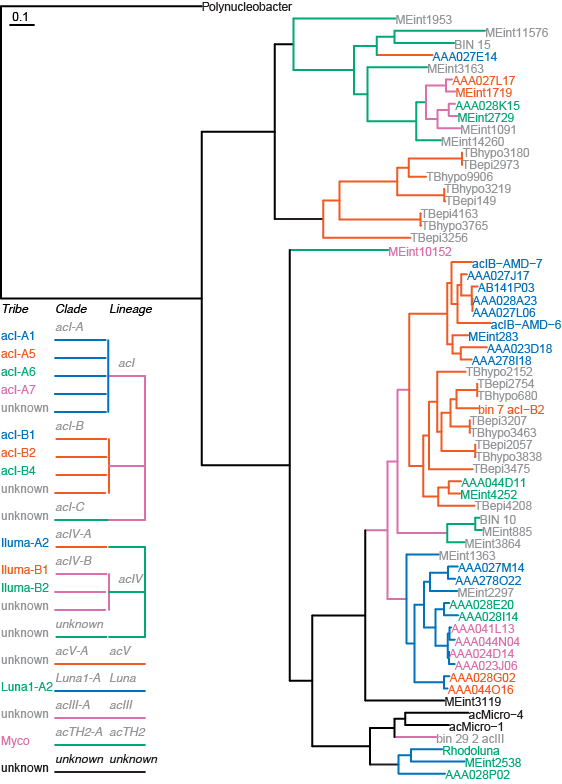 Polynucleobacter
0.1
MEint1953
MEint11576
BIN 15
AAA027E14
MEint3163
AAA027L17
MEint1719
AAA028K15
MEint2729
MEint1091
MEint14260
TBhypo3180
TBepi2973
TBhypo9906
TBhypo3219
TBepi149
TBepi4163
TBhypo3765
TBepi3256
MEint10152
acIB−AMD−7
AAA027J17
AB141P03
AAA028A23
AAA027L06
acIB−AMD−6
MEint283
AAA023D18
AAA278I18
TBhypo2152
TBepi2754
TBhypo680
bin 7 acI−B2
TBepi3207
TBhypo3463
TBepi2057
TBhypo3838
TBepi3475
AAA044D11
MEint4252
TBepi4208
BIN 10
MEint885
MEint3864
MEint1363
AAA027M14
AAA278O22
MEint2297
AAA028E20
AAA028I14
AAA041L13
AAA044N04
AAA024D14
AAA023J06
AAA028G02
AAA044O16
MEint3119
acMicro−4
acMicro−1
bin 29 2 acIII
Rhodoluna
MEint2538
AAA028P02
Tribe Clade Lineage
acI-A
acI-A1
acI-A5
acI
acI-A6
acI-A7
unknown
acI-B
acI-B1
acI-B2
acI-B4
unknown
acI-C
unknown
acIV-A
Iluma-A2
acIV-B
Iluma-B1
acIV
Iluma-B2
unknown
unknown
unknown
acV-A acV
unknown
Luna1-A Luna
Luna1-A2
acIII-A acIII
unknown
acTH2-A acTH2
Myco
unknown unknown
unknown